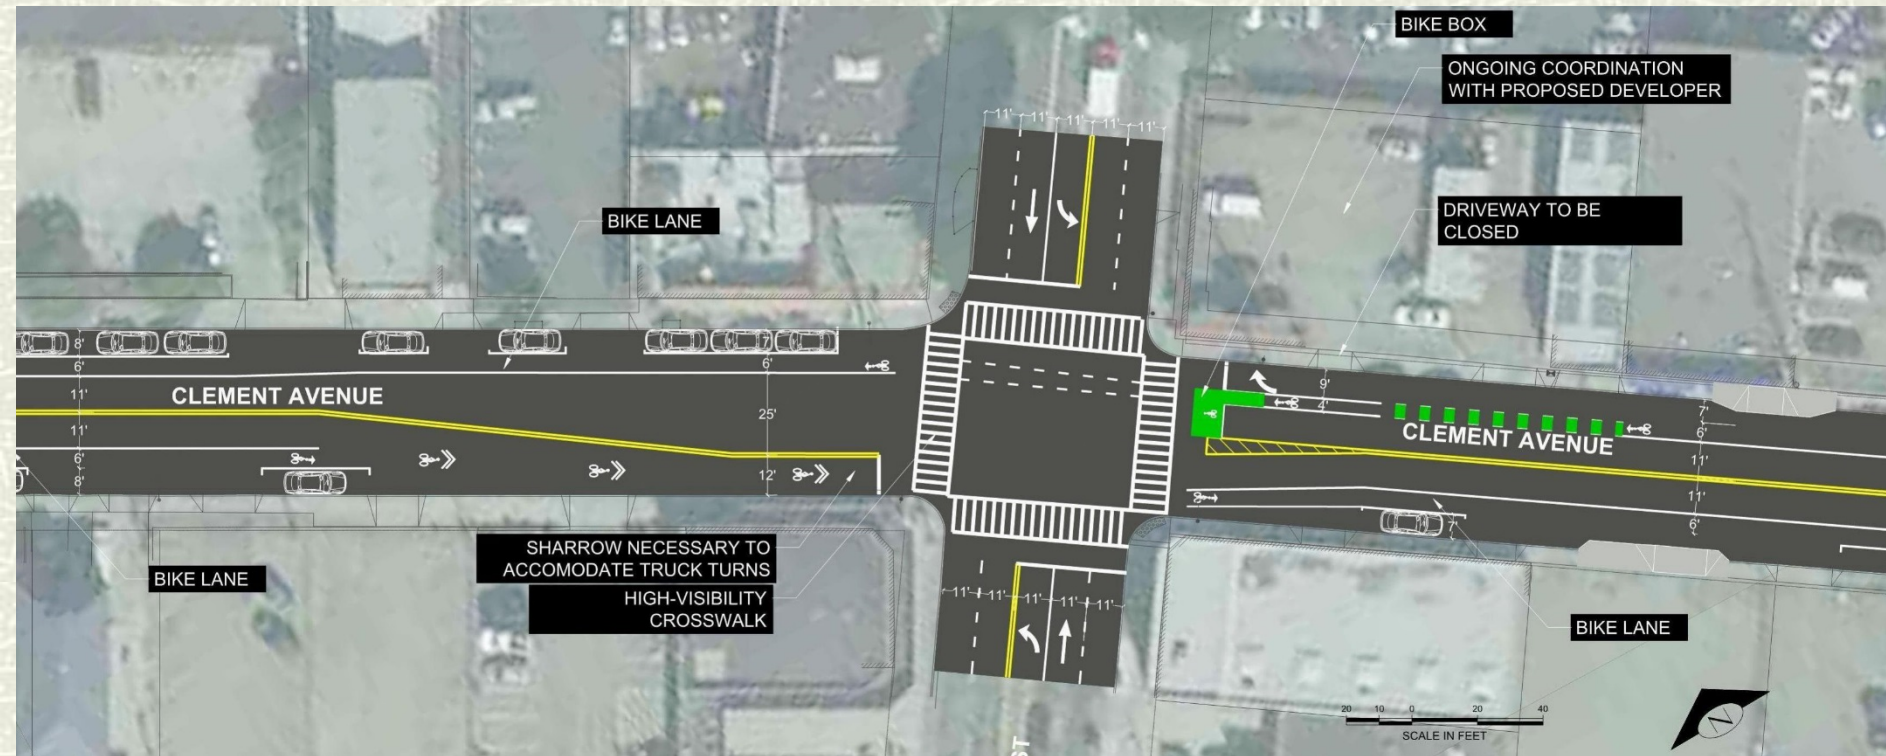 BIKE BOX
ONGOING COORDINATION
WITH PROPOSED DEVELOPER
11' 11' 11' 11' 11'
BIKE LANE
DRIVEWAY TO BE
CLOSED
8'
6'
11'
11'
6'
8'
CLEMENT AVENUE
7'
6'
25'
12'
9'
4'
CLEMENT AVENUE
7'
6'
11'
11'
6'
7'
SHARROW NECESSARY TO
ACCOMODATE TRUCK TURNS
HIGH-VISIBILITY
CROSSWALK
BIKE LANE
11' 11' 11' 11' 11'
BIKE LANE
20 10 0 20 40
SCALE IN FEET
N
ST